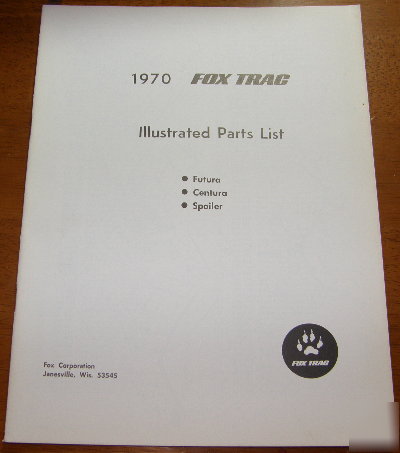 1970 FOX TRAC
Illustrated Parts List
• Futura
• Centura
• Spoiler
FOX TRAC
Fox Corporation
Janesville, Wis. 53545